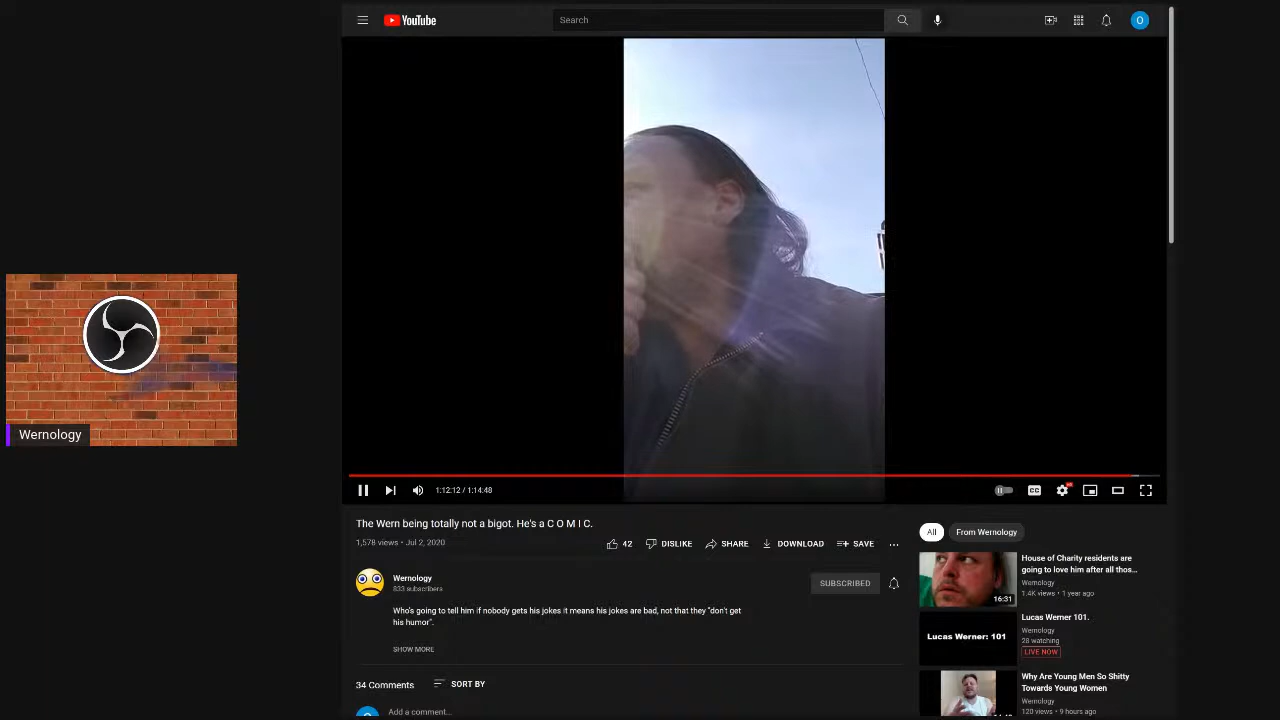 YouTube
Search
O
Wernology
1:12:12 / 1:14:48
CC
The Wern being totally not a bigot. He's a C O M I C.
1,578 views • Jul 2, 2020
42
DISLIKE
SHARE
DOWNLOAD
SAVE
Wernology
833 subscribers
SUBSCRIBED
Who's going to tell him if nobody gets his jokes it means his jokes are bad, not that they "don't get
his humor".
SHOW MORE
34 Comments
SORT BY
Add a comment...
All
From Wernology
16:31
House of Charity residents are
going to love him after all thos...
Wernology
1.4K views • 1 year ago
Lucas Werner: 101
Lucas Werner 101.
Wernology
28 watching
LIVE NOW
Why Are Young Men So Shitty
Towards Young Women
Wernology
120 views • 9 hours ago